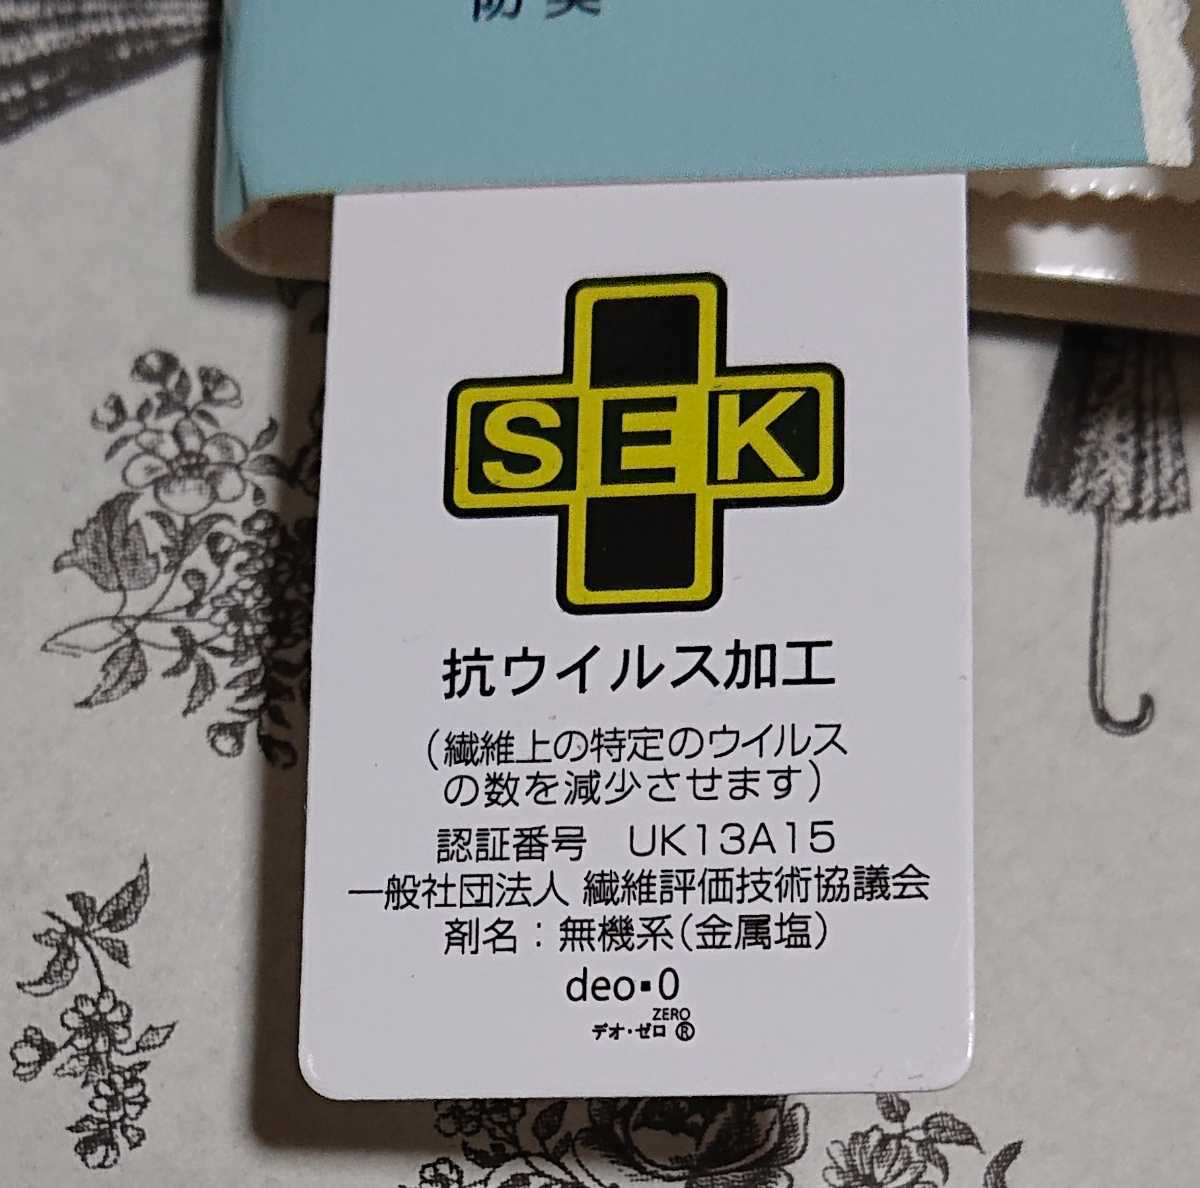 防臭
SEK
抗ウイルス加工
(繊維上の特定のウイルス
の数を減少させます)
認証番号 UK13A15
一般社団法人 繊維評価技術協議会
剤名：無機系(金属塩)
deo▪0
ZERO
デオ・ゼロ®